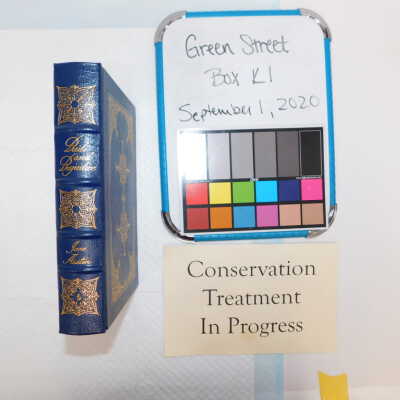 Pride
and
Prejudice
Jane
Austen
Green Street
Box K1
September 1, 2020
Conservation
Treatment
In Progress